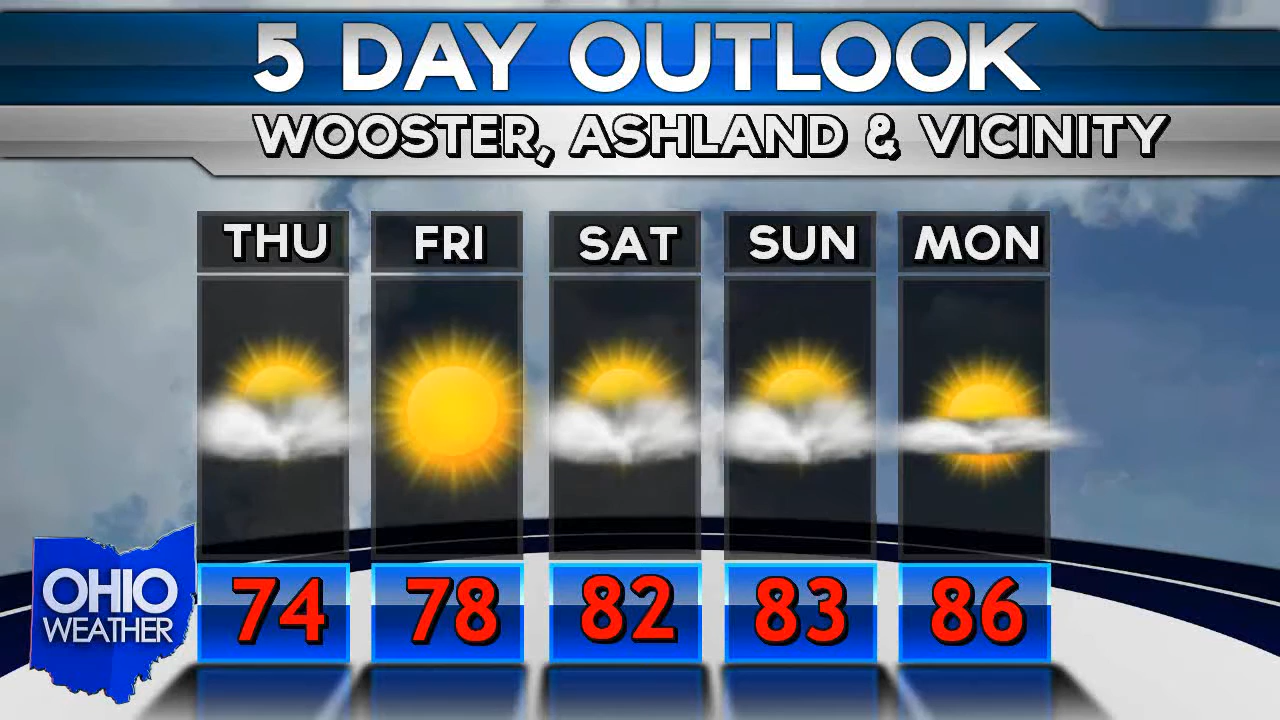 5 DAY OUTLOOK
WOOSTER, ASHLAND & VICINITY
THU FRI SAT SUN MON
74 78 82 83 86
OHIO
WEATHER